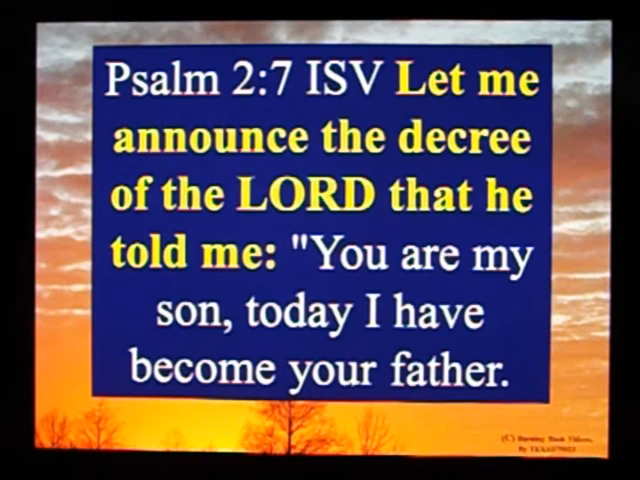 Psalm 2:7 ISV Let me
announce the decree
of the LORD that he
told me: "You are my
son, today I have
become your father.
(C) Burning Bush Videos.